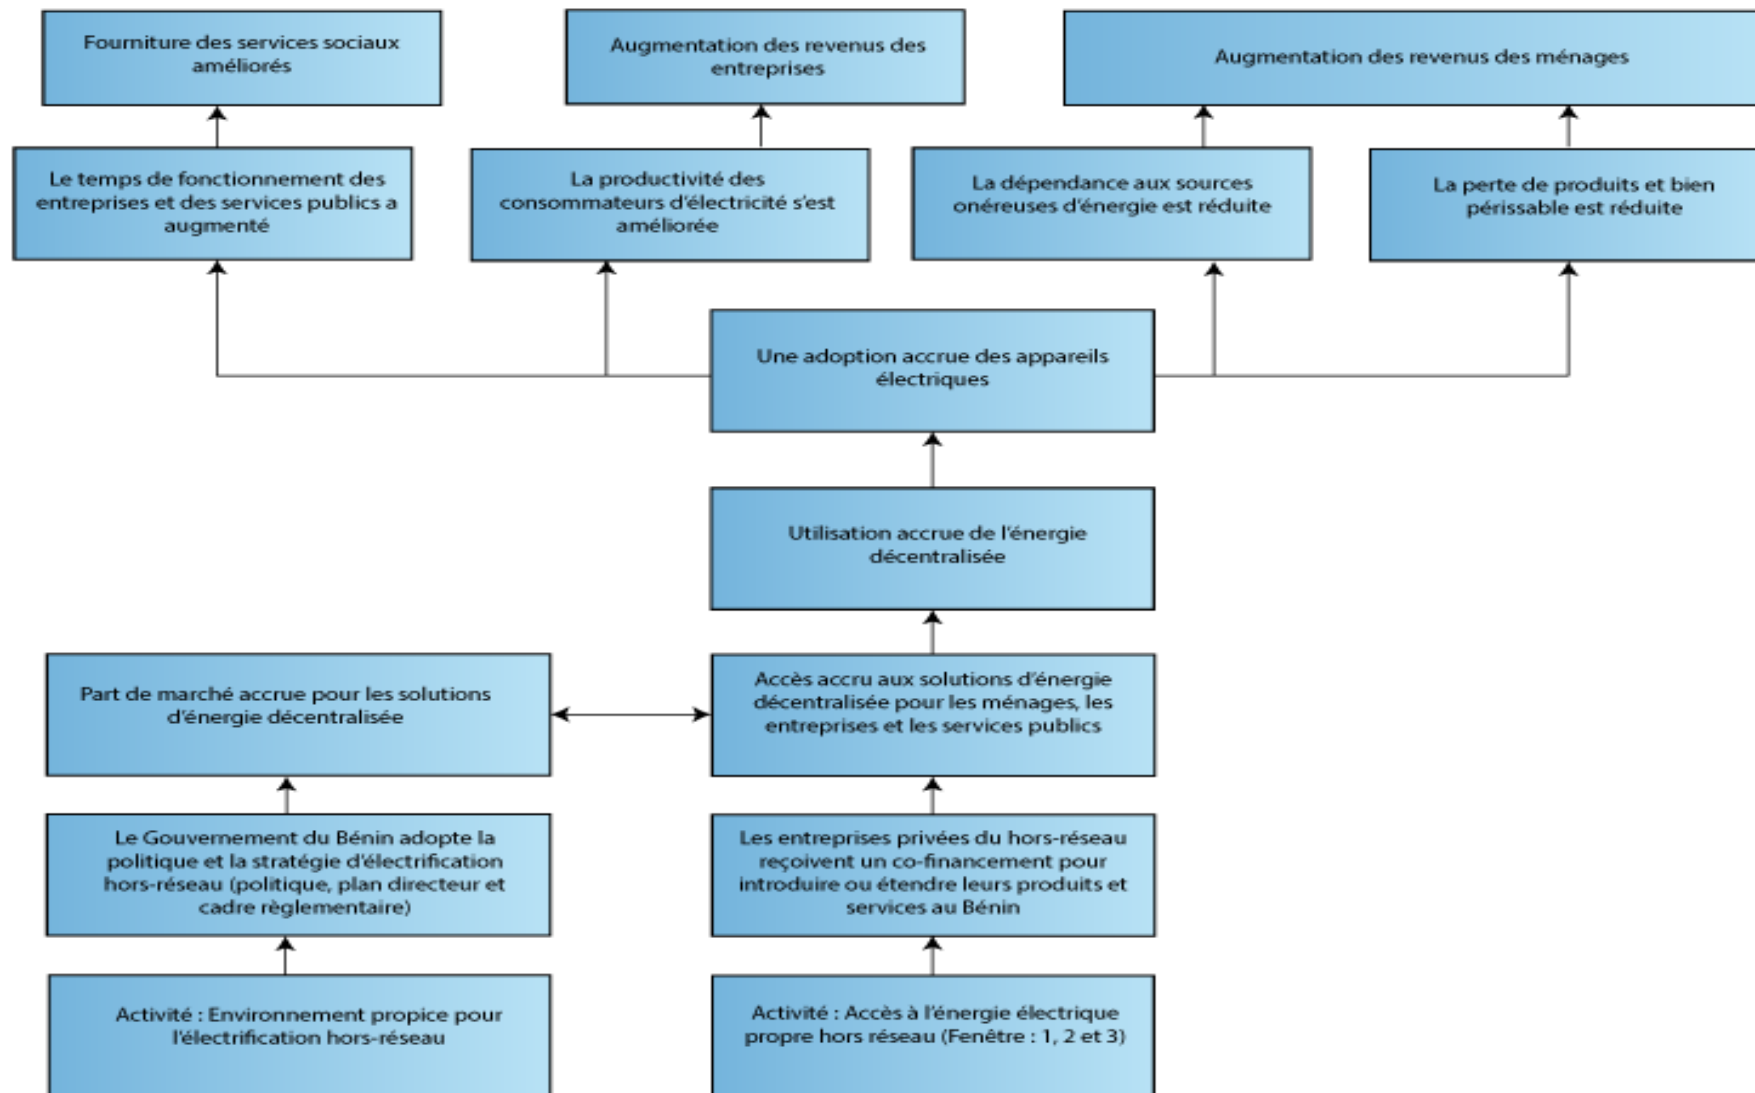 Fourniture des services sociaux
améliorés
Augmentation des revenus des
entreprises
Augmentation des revenus des ménages
Le temps de fonctionnement des
entreprises et des services publics a
augmenté
La productivité des
consommateurs d'électricité s'est
améliorée
La dépendance aux sources
onéreuses d'énergie est réduite
La perte de produits et bien
périssable est réduite
Une adoption accrue des appareils
électriques
Utilisation accrue de l'énergie
décentralisée
Part de marché accrue pour les solutions
d'énergie décentralisée
Accès accru aux solutions d'énergie
décentralisée pour les ménages, les
entreprises et les services publics
Le Gouvernement du Bénin adopte la
politique et la stratégie d'électrification
hors-réseau (politique, plan directeur et
cadre règlementaire)
Les entreprises privées du hors-réseau
reçoivent un co-financement pour
introduire ou étendre leurs produits et
services au Bénin
Activité : Environnement propice pour
l'électrification hors-réseau
Activité : Accès à l'énergie électrique
propre hors réseau (Fenêtre : 1, 2 et 3)